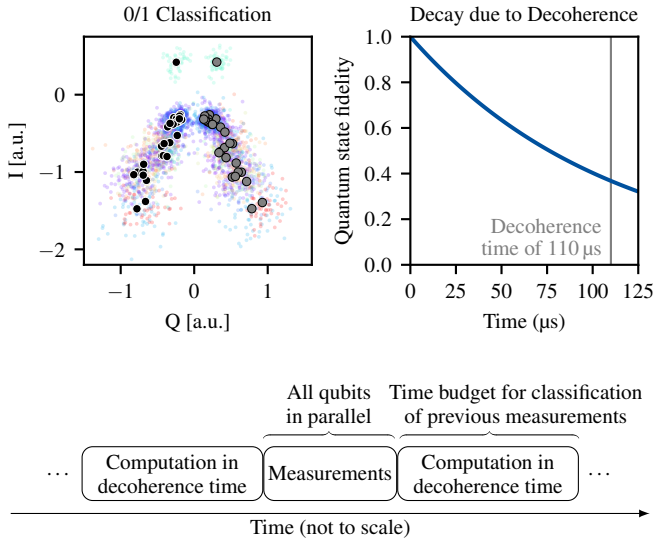 0/1 Classification
I [a.u.]
0
−1
−2
−1
0
1
Q [a.u.]
Decay due to Decoherence
Quantum state fidelity
1.0
0.8
0.6
0.4
0.2
0.0
Decoherence
time of 110 µs
0
25
50
75
100
125
Time (µs)
All qubits
in parallel
Time budget for classification
of previous measurements
...
Computation in
decoherence time
Measurements
Computation in
decoherence time
...
Time (not to scale)